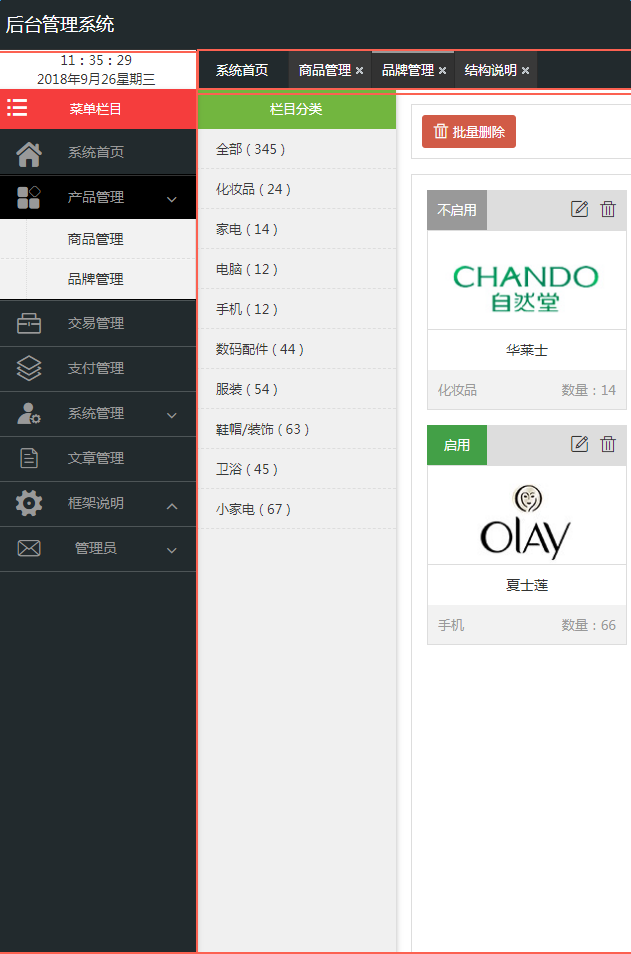 后台管理系统
11：35：29
2018年9月26星期三
系统首页 商品管理 品牌管理 结构说明
菜单栏目
系统首页
产品管理
商品管理
品牌管理
交易管理
支付管理
系统管理
文章管理
框架说明
管理员
栏目分类
全部 ( 345 )
化妆品 ( 24 )
家电 ( 14 )
电脑 ( 12 )
手机 ( 12 )
数码配件 ( 44 )
服装 ( 54 )
鞋帽/装饰 ( 63 )
卫浴 ( 45 )
小家电 ( 67 )
批量删除
不启用
CHANDO
自然堂
华莱士
化妆品 数量：14
启用
OLAY
夏士莲
手机 数量：66